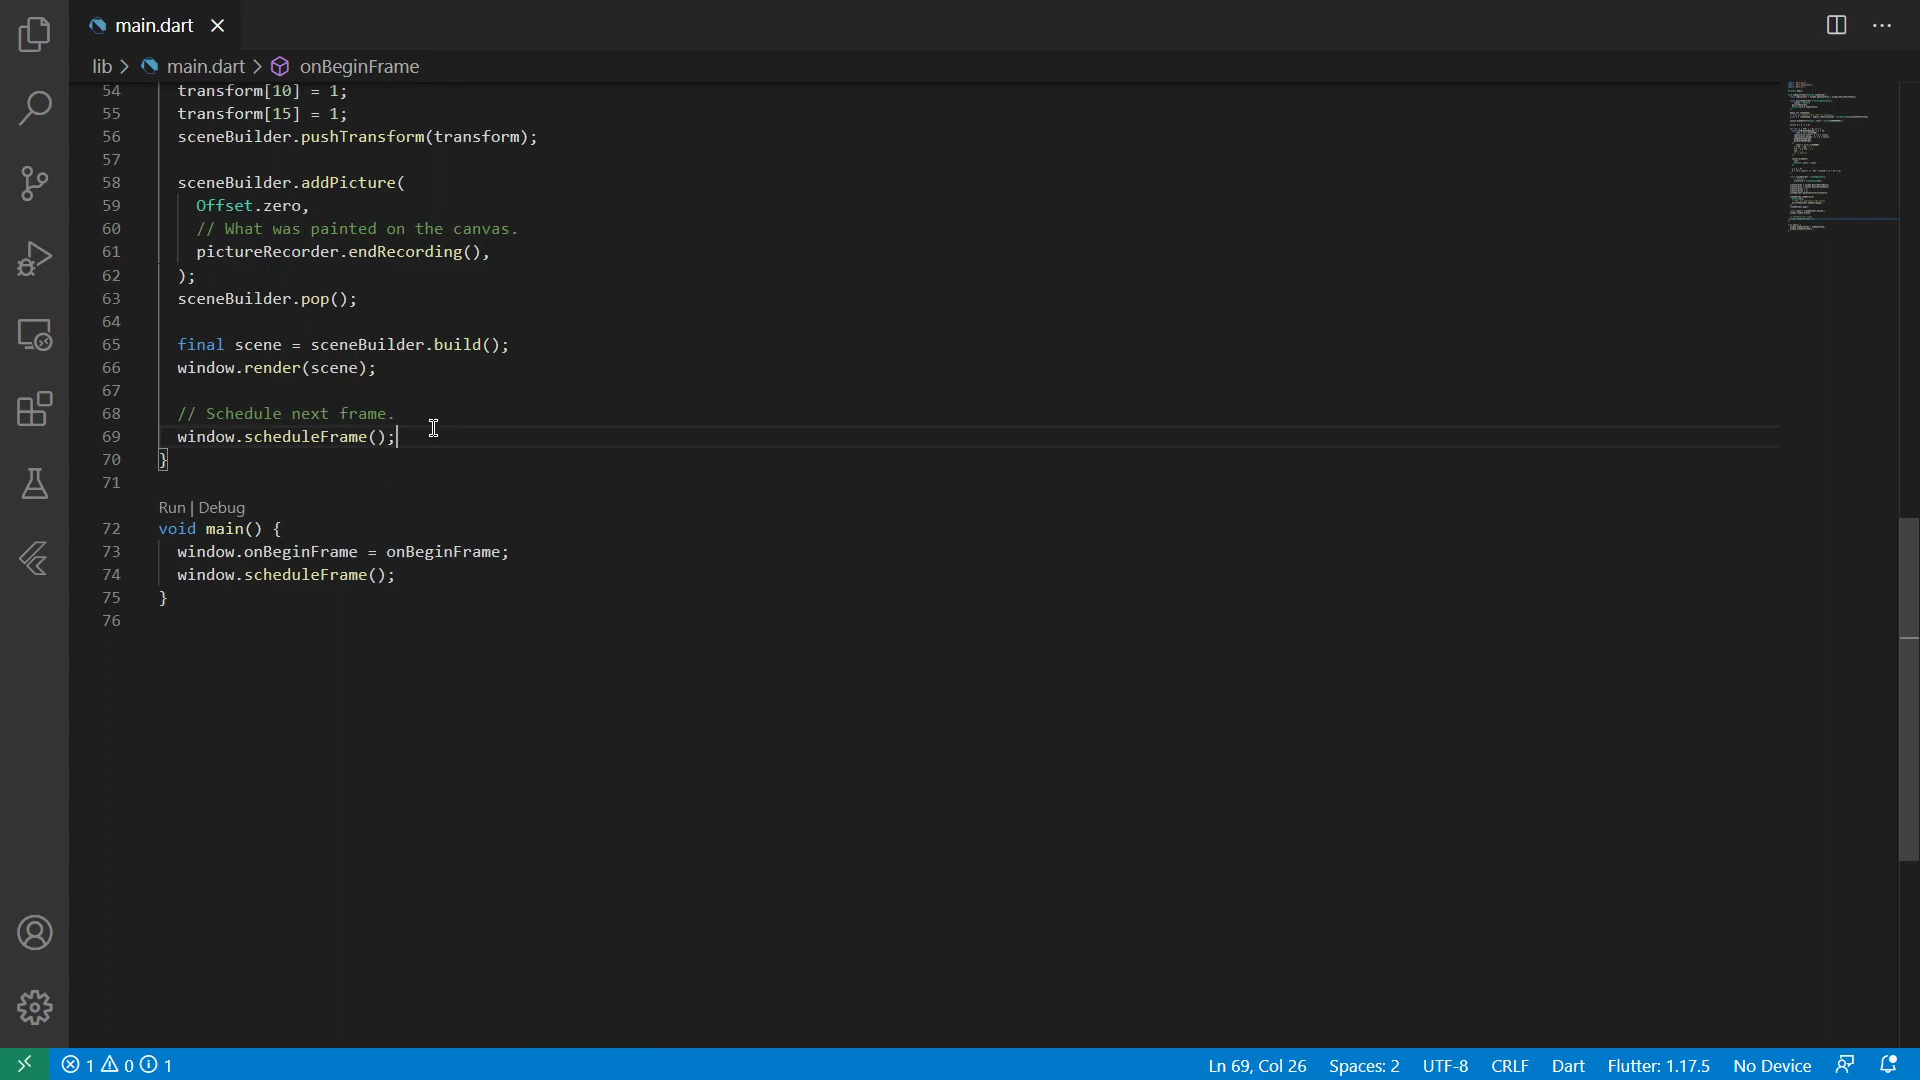 main.dart
lib > main.dart > onBeginFrame
54 transform[10] = 1;
55 transform[15] = 1;
56 sceneBuilder.pushTransform(transform);
57
58 sceneBuilder.addPicture(
59 Offset.zero,
60 // What was painted on the canvas.
61 pictureRecorder.endRecording(),
62 );
63 sceneBuilder.pop();
64
65 final scene = sceneBuilder.build();
66 window.render(scene);
67
68 // Schedule next frame.
69 window.scheduleFrame();
70 }
71
Run | Debug
72 void main() {
73 window.onBeginFrame = onBeginFrame;
74 window.scheduleFrame();
75 }
76
1 0 1 Ln 69, Col 26 Spaces: 2 UTF-8 CRLF Dart Flutter: 1.17.5 No Device